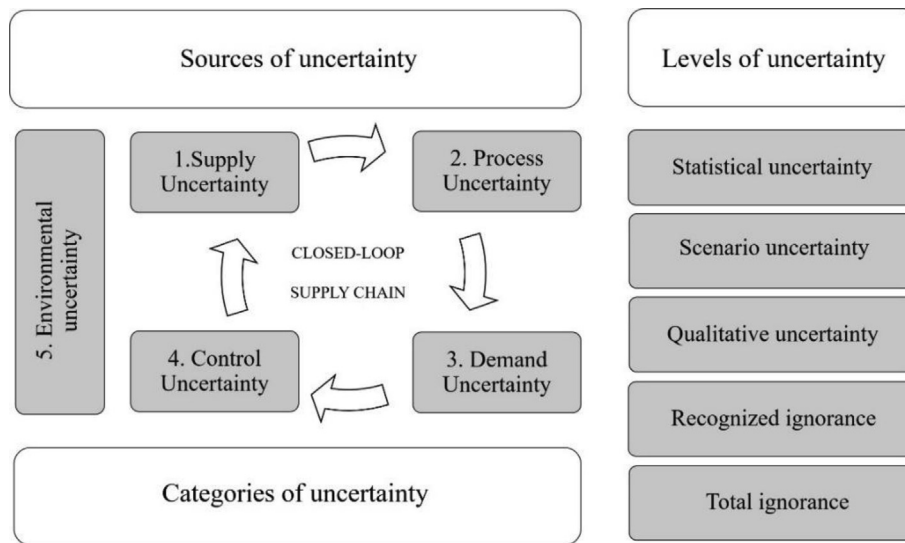 Sources of uncertainty
Levels of uncertainty
5. Environmental
uncertainty
1.Supply
Uncertainty
2. Process
Uncertainty
CLOSED-LOOP
SUPPLY CHAIN
4. Control
Uncertainty
3. Demand
Uncertainty
Categories of uncertainty
Statistical uncertainty
Scenario uncertainty
Qualitative uncertainty
Recognized ignorance
Total ignorance